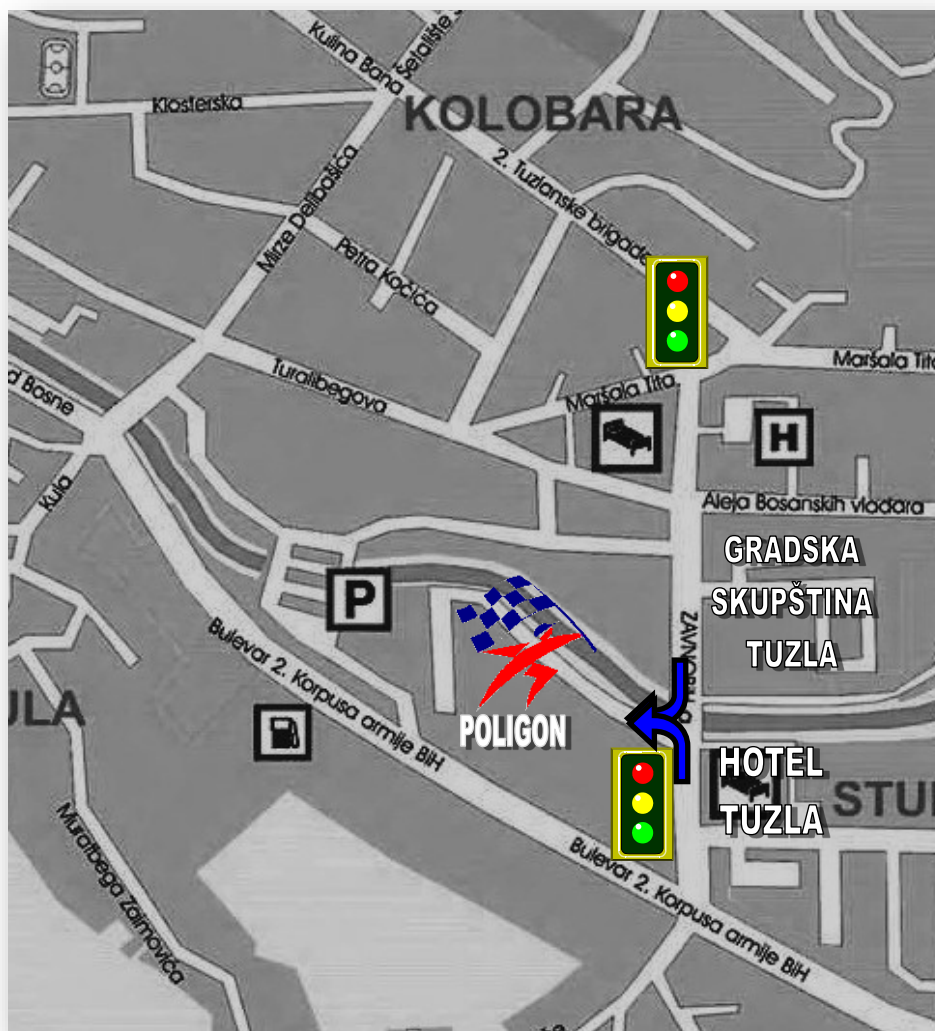 Kulina Bana
Šetalište
Klosterska
KOLOBARA
2. Tuzlanske brigade
Mirze Delibašića
Petra Kočića
Maršala Tito
Turalibegova
Maršala Tita
d Bosne
H
Kula
Aleja Bosanskih vladara
GRADSKA
SKUPŠTINA
TUZLA
P
Bulevar 2. Korpusa armije BiH
ULA
POLIGON
HOTEL
TUZLA
STU
Muratbega Zaimovića
Bulevar 2. Korpusa armije BiH